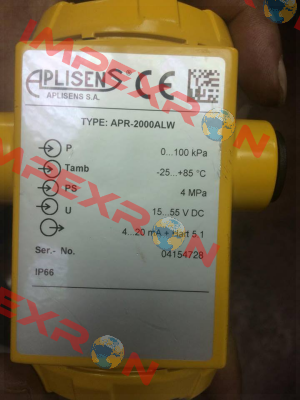 APLISENS CE
APLISENS S.A.
TYPE: APR-2000ALW
P, 0...100 kPa
Tamb -25...+85 °C
PS 4 MPa
U 15...55 V DC
4...20 mA + Hart 5.1
Ser.- No. 04154728
IP66
IMPEXRON
IMPEXRON